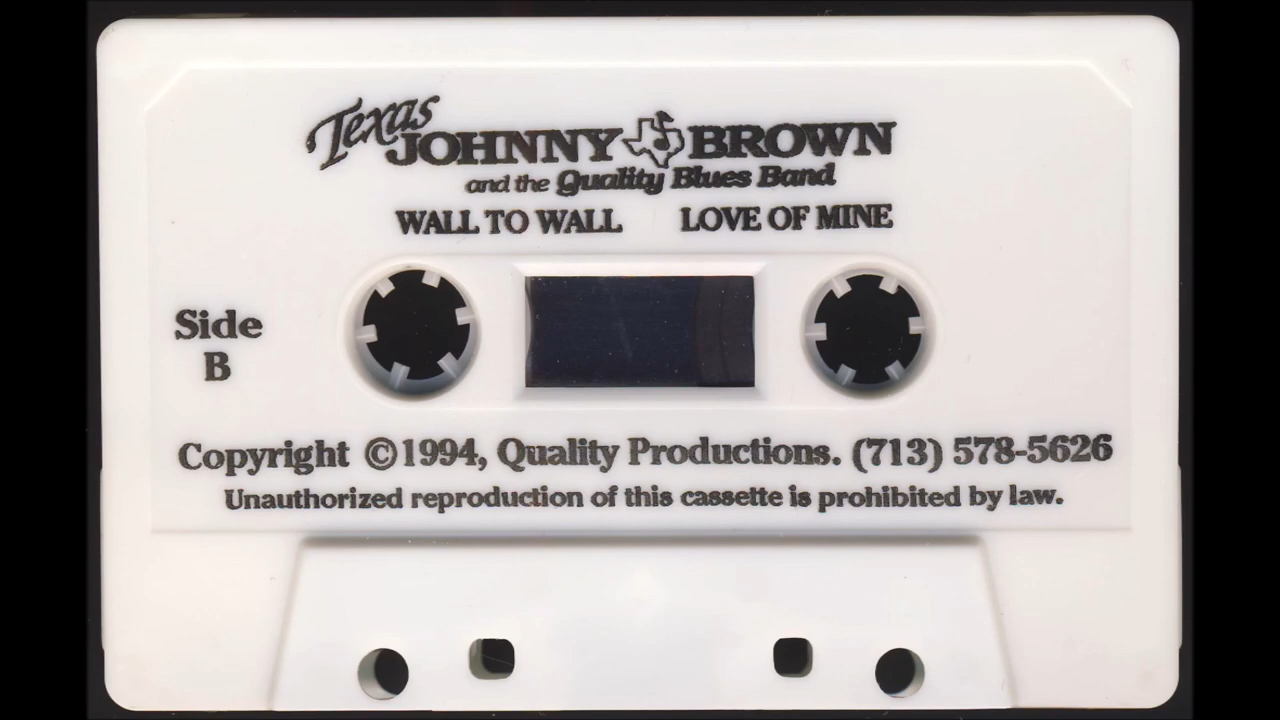 Texas
JOHNNY BROWN
and the Quality Blues Band
WALL TO WALL LOVE OF MINE
Side
B
Copyright ©1994, Quality Productions. (713) 578-5626
Unauthorized reproduction of this cassette is prohibited by law.